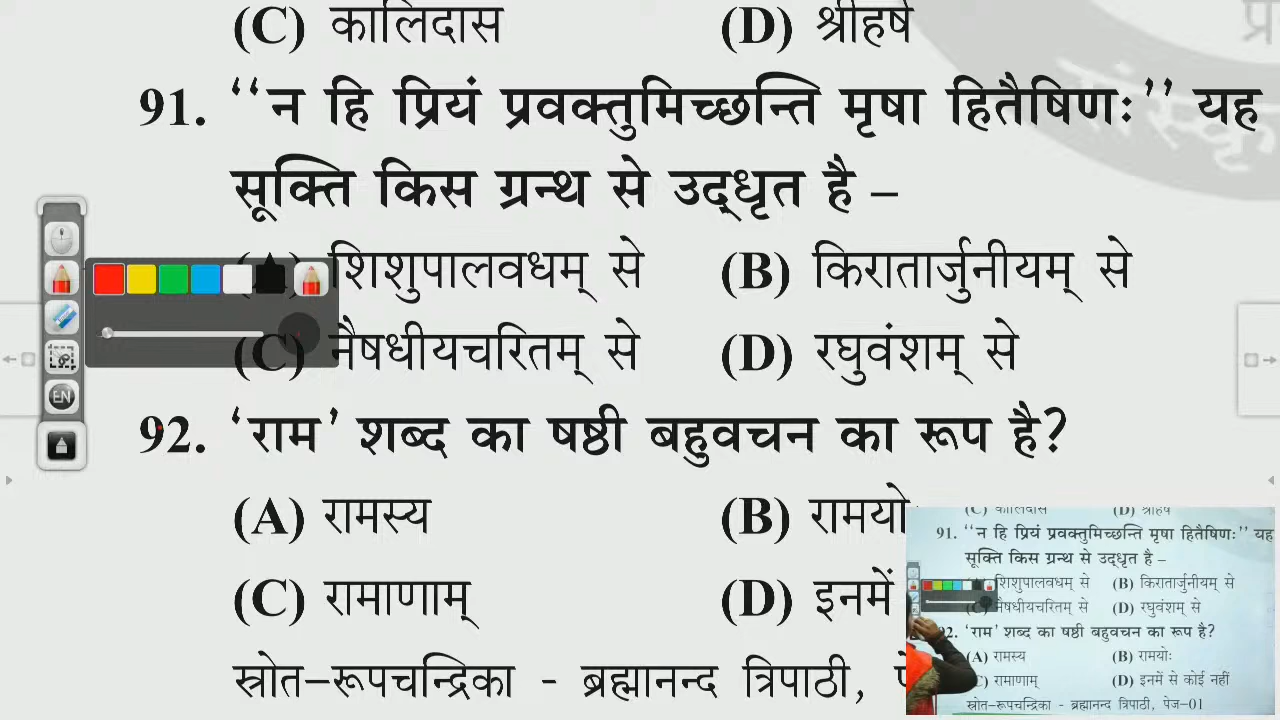 (C) कालिदास (D) श्रीहर्ष
91. ‘‘न हि प्रियं प्रवक्तुमिच्छन्ति मृषा हितैषिणः’’ यह
सूक्ति किस ग्रन्थ से उद्धृत है –
(A) शिशुपालवधम् से (B) किरातार्जुनीयम् से
(C) नैषधीयचरितम् से (D) रघुवंशम् से
92. ‘राम’ शब्द का षष्ठी बहुवचन का रूप है?
(A) रामस्य (B) रामयोः
(C) रामाणाम् (D) इनमें
स्रोत–रूपचन्द्रिका - ब्रह्मानन्द त्रिपाठी,
EN
(C) कालिदास (D) श्रीहर्ष
91. ‘‘न हि प्रियं प्रवक्तुमिच्छन्ति मृषा हितैषिणः’’ यह
सूक्ति किस ग्रन्थ से उद्धृत है –
शिशुपालवधम् से (B) किरातार्जुनीयम् से
(C) नैषधीयचरितम् से (D) रघुवंशम् से
92. ‘राम’ शब्द का षष्ठी बहुवचन का रूप है?
(A) रामस्य (B) रामयोः
रामाणाम् (D) इनमें से कोई नहीं
स्रोत–रूपचन्द्रिका - ब्रह्मानन्द त्रिपाठी, पेज–01